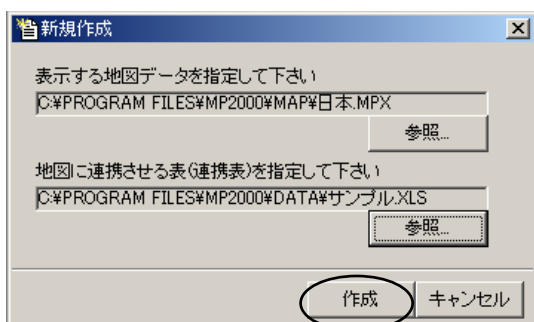 新規作成
表示する地図データを指定して下さい
C:¥PROGRAM FILES¥MP2000¥MAP¥日本.MPX
参照...
地図に連携させる表(連携表)を指定して下さい
C:¥PROGRAM FILES¥MP2000¥DATA¥サンプル.XLS
参照...
作成 キャンセル